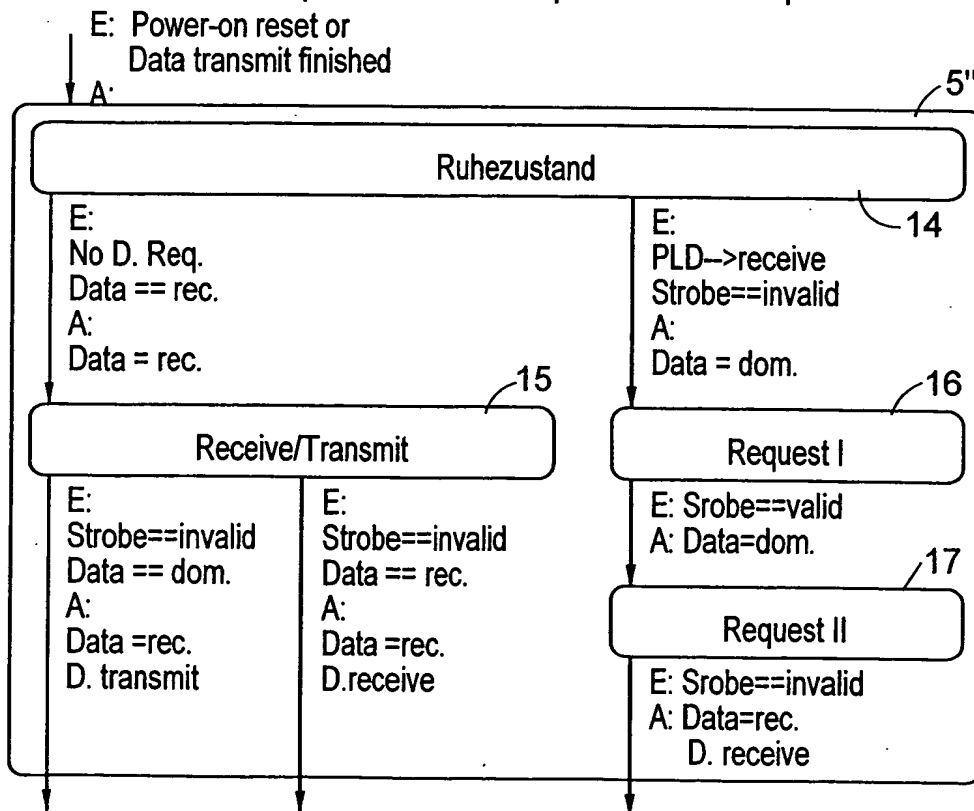 E: Power-on reset or
Data transmit finished
A:
5"
Ruhezustand
14
E:
No D. Req.
Data == rec.
A:
Data = rec.
E:
PLD-->receive
Strobe==invalid
A:
Data = dom.
15
Receive/Transmit
16
Request I
E:
Strobe==invalid
Data == dom.
A:
Data =rec.
D. transmit
E:
Strobe==invalid
Data == rec.
A:
Data =rec.
D.receive
E: Srobe==valid
A: Data=dom.
17
Request II
E: Srobe==invalid
A: Data=rec.
D. receive